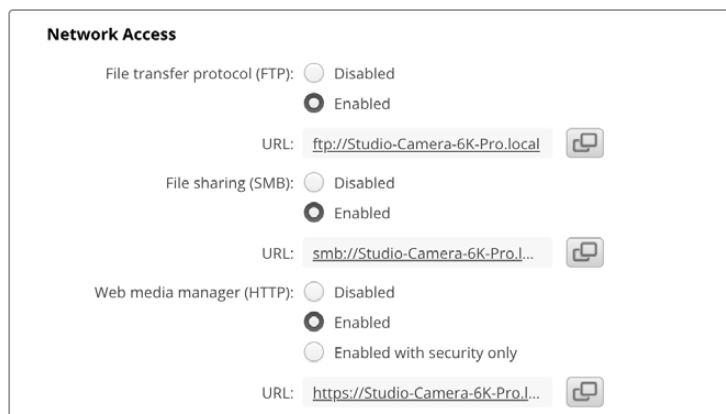 Network Access
File transfer protocol (FTP): Disabled
Enabled
URL: ftp://Studio-Camera-6K-Pro.local
File sharing (SMB): Disabled
Enabled
URL: smb://Studio-Camera-6K-Pro.l...
Web media manager (HTTP): Disabled
Enabled
Enabled with security only
URL: https://Studio-Camera-6K-Pro.l...